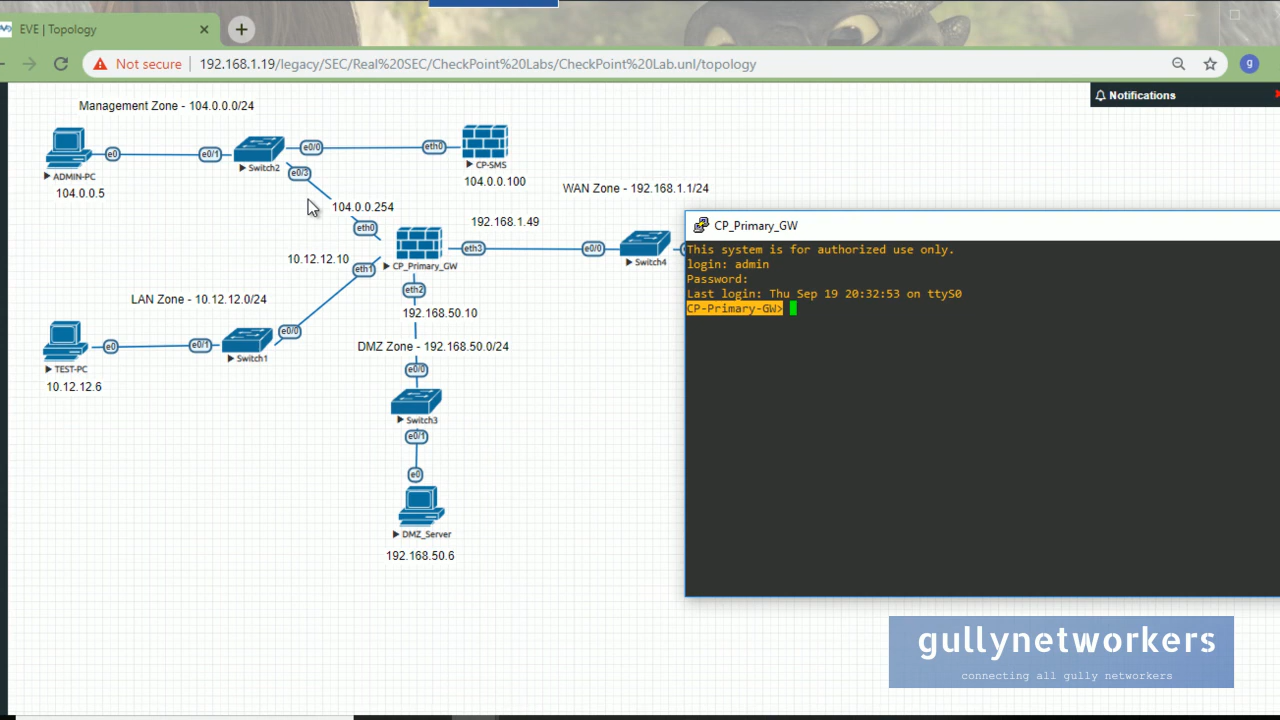 EVE | Topology
Not secure
192.168.1.19/legacy/SEC/Real%20SEC/CheckPoint%20Labs/CheckPoint%20Lab.unl/topology
g
Notifications
Management Zone - 104.0.0.0/24
ADMIN-PC
104.0.0.5
e0
e0/1
Switch2
e0/0
eth0
CP-SMS
104.0.0.100
e0/3
WAN Zone - 192.168.1.1/24
104.0.0.254
eth0
192.168.1.49
CP_Primary_GW
eth3
e0/0
Switch4
10.12.12.10
eth1
eth2
192.168.50.10
LAN Zone - 10.12.12.0/24
TEST-PC
10.12.12.6
e0
e0/1
Switch1
e0/0
DMZ Zone - 192.168.50.0/24
e0/0
Switch3
e0/1
e0
DMZ_Server
192.168.50.6
CP_Primary_GW
This system is for authorized use only.
login: admin
Password:
Last login: Thu Sep 19 20:32:53 on ttyS0
CP-Primary-GW>
gullynetworkers
connecting all gully networkers